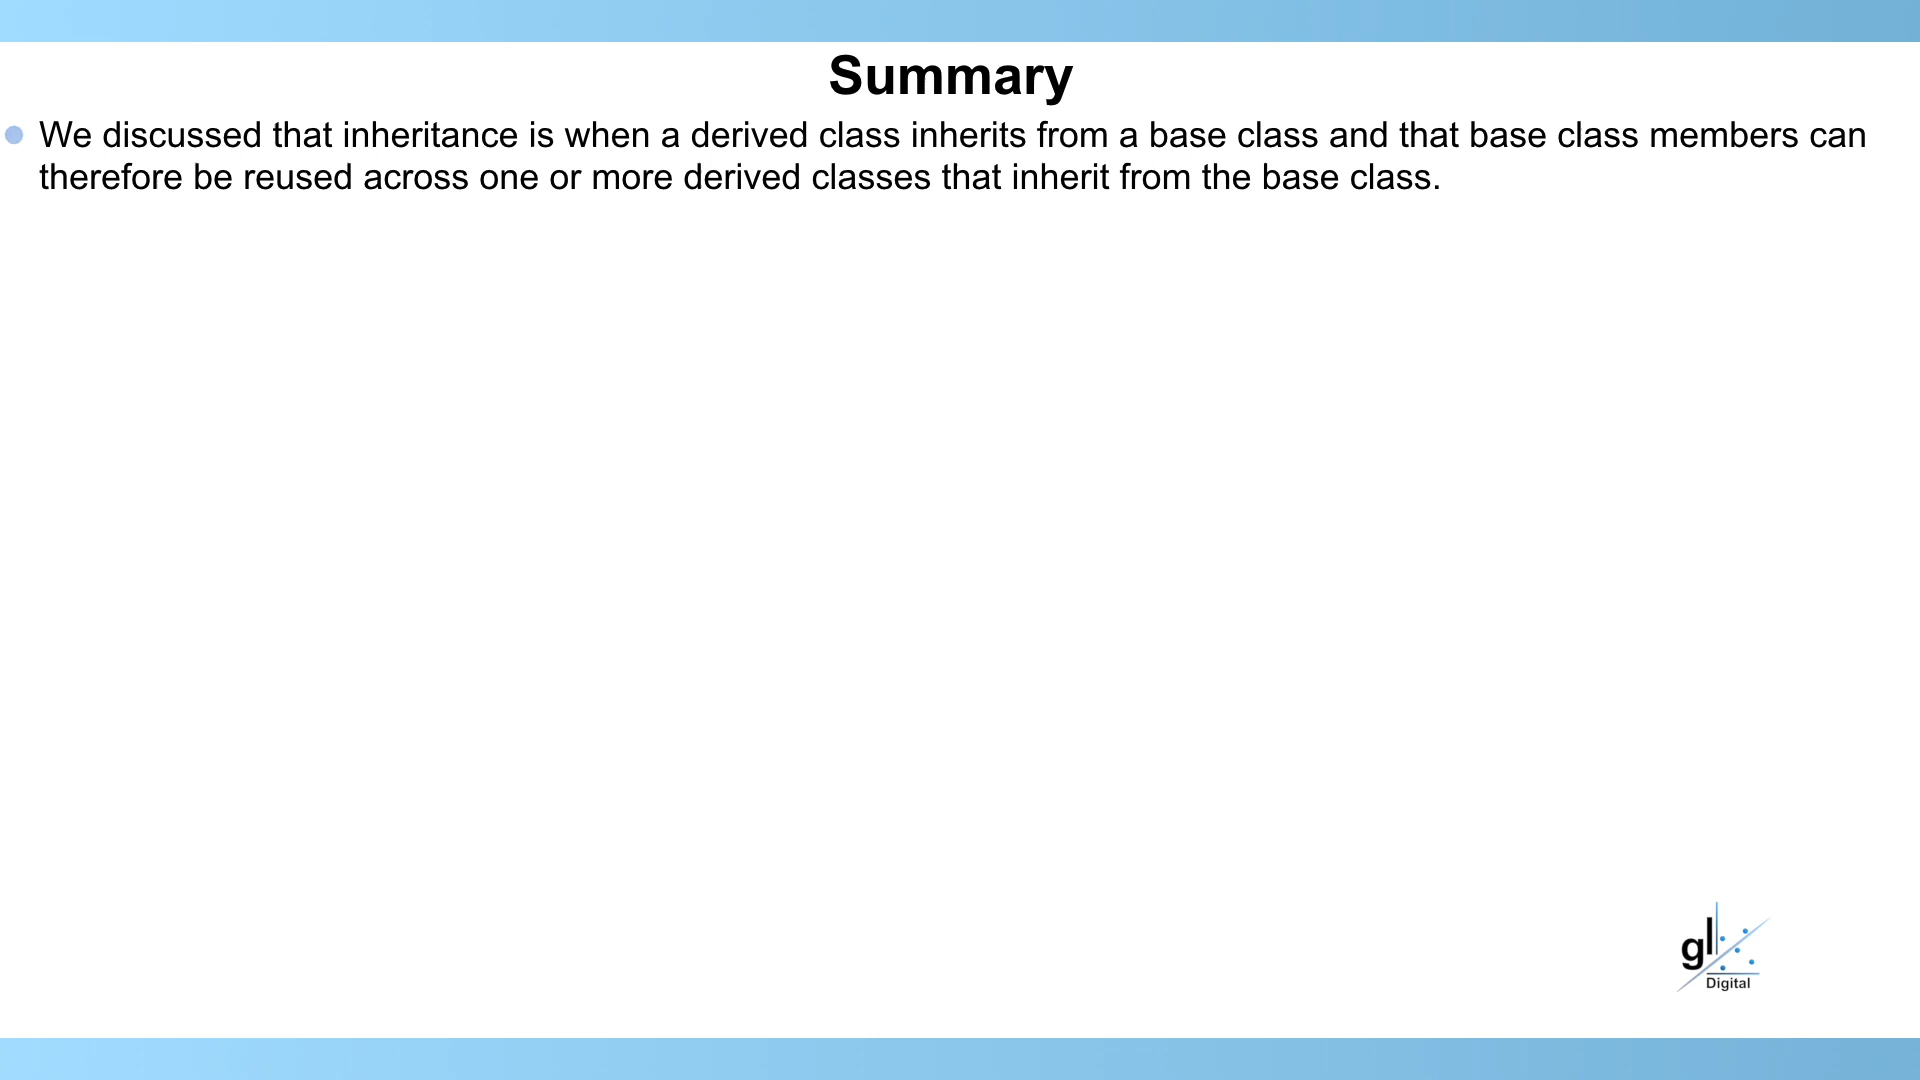 Summary
We discussed that inheritance is when a derived class inherits from a base class and that base class members can
therefore be reused across one or more derived classes that inherit from the base class.
gl
Digital